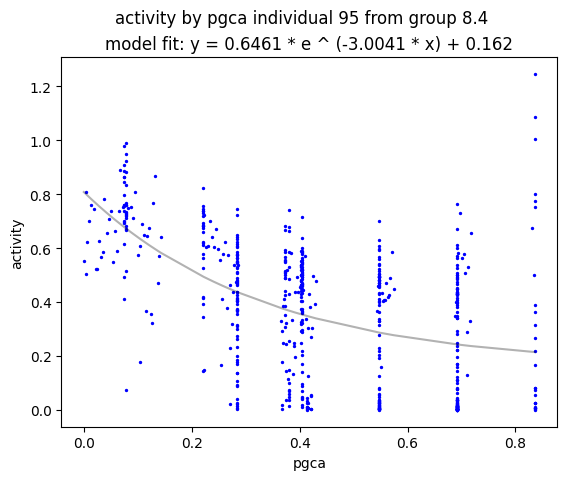 activity by pgca individual 95 from group 8.4
model fit: y = 0.6461 * e ^ (-3.0041 * x) + 0.162
1.2
1.0
0.8
0.6
0.4
0.2
0.0
activity
0.0 0.2 0.4 0.6 0.8
pgca